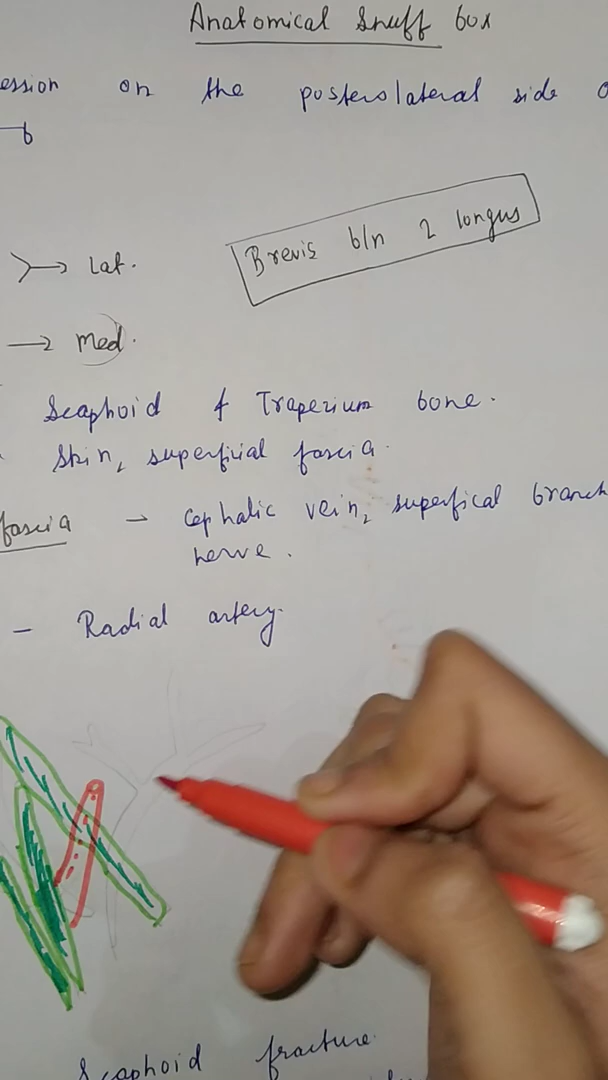 Anatomical Snuff box
ession on the posterolateral side o
b
Brevis b/n 2 longus
→ Lat.
→ Med.
Scaphoid & Trapezium bone.
Skin, superficial fascia.
fascia - Cephalic vein, superfical branch
nerve.
- Radial artery.
Scaphoid fracture